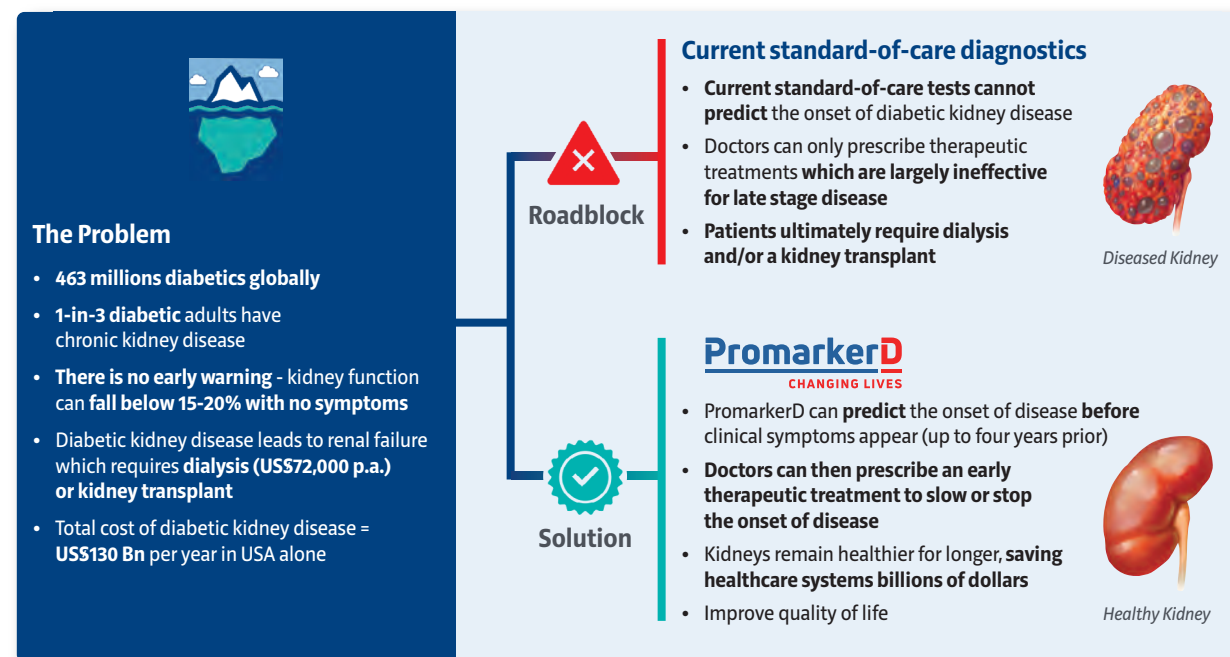 The Problem
• 463 millions diabetics globally
• 1-in-3 diabetic adults have
chronic kidney disease
• There is no early warning - kidney function
can fall below 15-20% with no symptoms
• Diabetic kidney disease leads to renal failure
which requires dialysis (US$72,000 p.a.)
or kidney transplant
• Total cost of diabetic kidney disease =
US$130 Bn per year in USA alone
Roadblock
Current standard-of-care diagnostics
• Current standard-of-care tests cannot
predict the onset of diabetic kidney disease
• Doctors can only prescribe therapeutic
treatments which are largely ineffective
for late stage disease
• Patients ultimately require dialysis
and/or a kidney transplant
Diseased Kidney
Solution
PromarkerD
CHANGING LIVES
• PromarkerD can predict the onset of disease before
clinical symptoms appear (up to four years prior)
• Doctors can then prescribe an early
therapeutic treatment to slow or stop
the onset of disease
• Kidneys remain healthier for longer, saving
healthcare systems billions of dollars
• Improve quality of life
Healthy Kidney